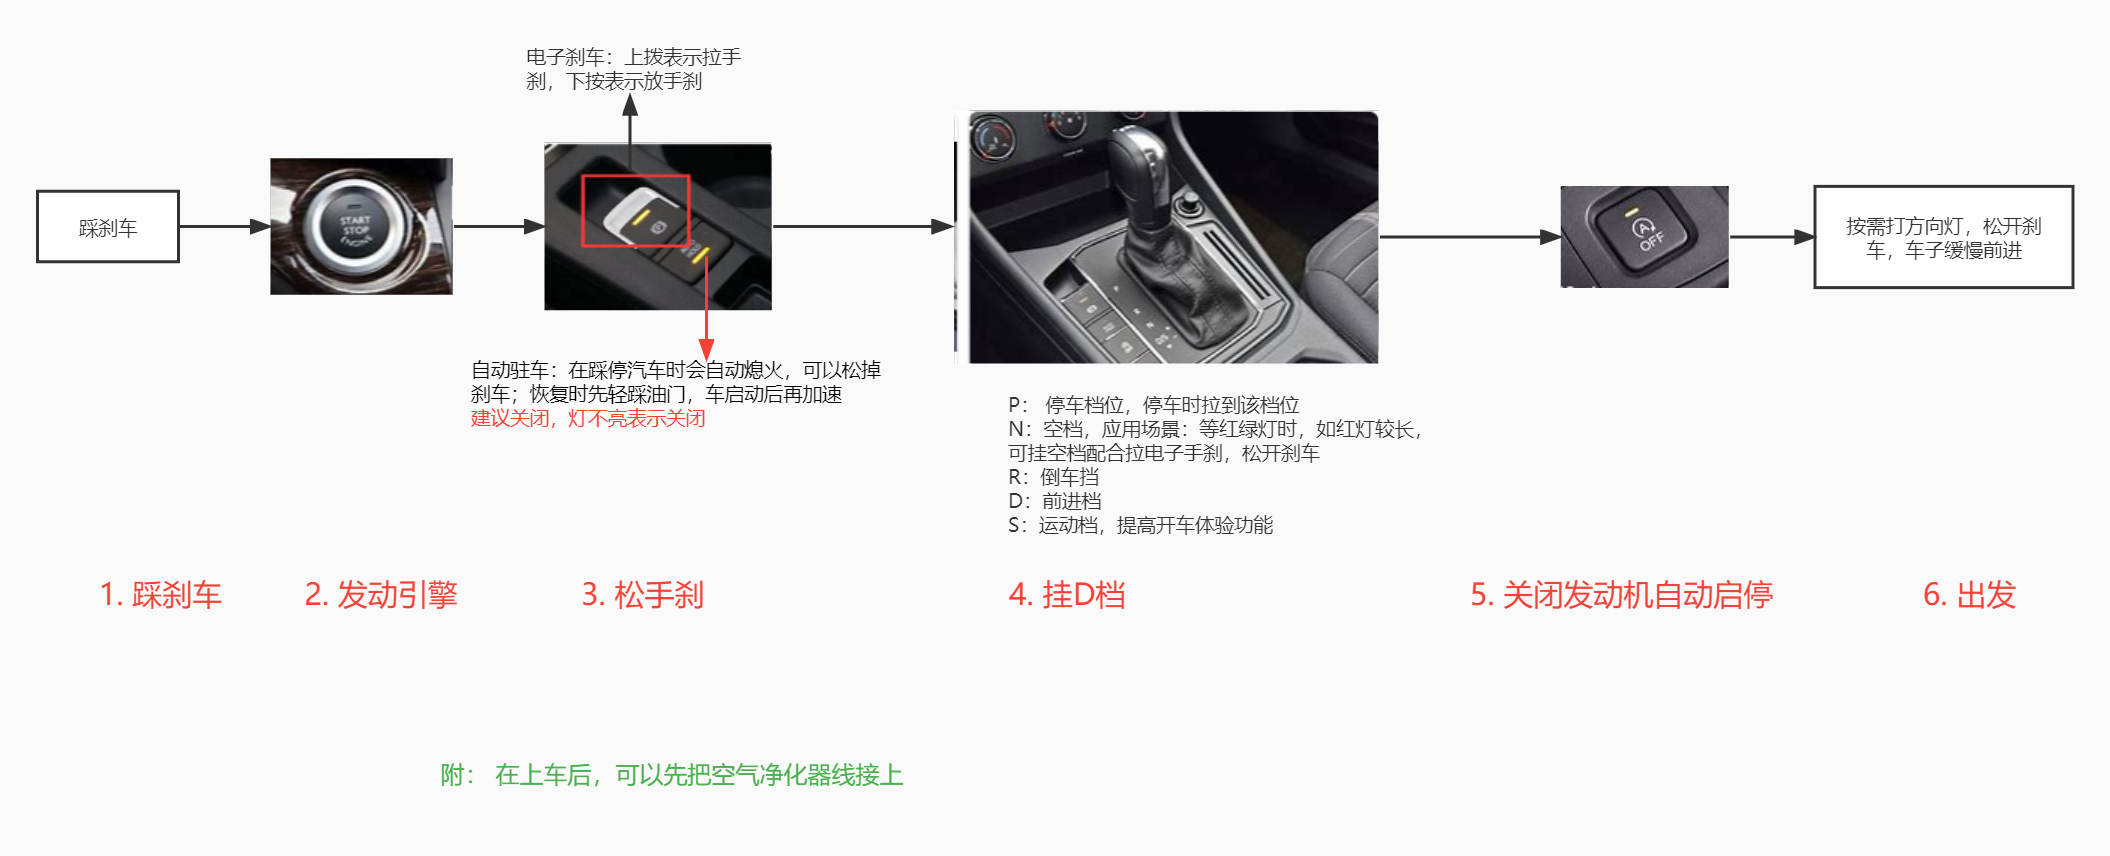 电子刹车：上拨表示拉手
刹，下按表示放手刹
踩刹车
START
STOP
ENGINE
A
OFF
按需打方向灯，松开刹
车，车子缓慢前进
自动驻车：在踩停汽车时会自动熄火，可以松掉
刹车；恢复时先轻踩油门，车启动后再加速
建议关闭，灯不亮表示关闭
P： 停车档位，停车时拉到该档位
N：空档，应用场景：等红绿灯时，如红灯较长，
可挂空档配合拉电子手刹，松开刹车
R：倒车挡
D：前进档
S：运动档，提高开车体验功能
1. 踩刹车
2. 发动引擎
3. 松手刹
4. 挂D档
5. 关闭发动机自动启停
6. 出发
附： 在上车后，可以先把空气净化器线接上